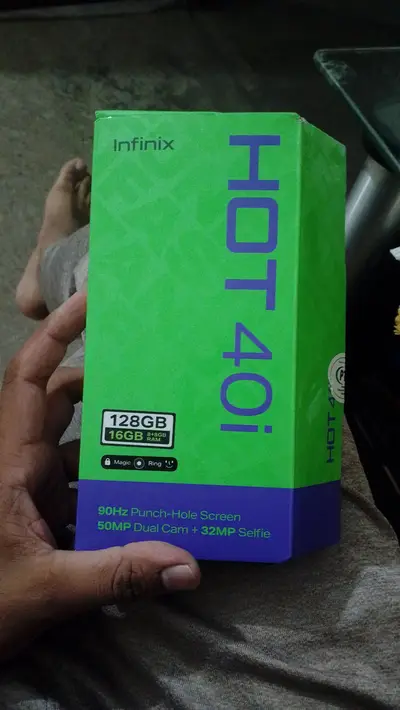 Infinix
HOT 40i
128GB
16GB 8+8GB RAM
Magic Ring
90Hz Punch-Hole Screen
50MP Dual Cam + 32MP Selfie
HOT 4